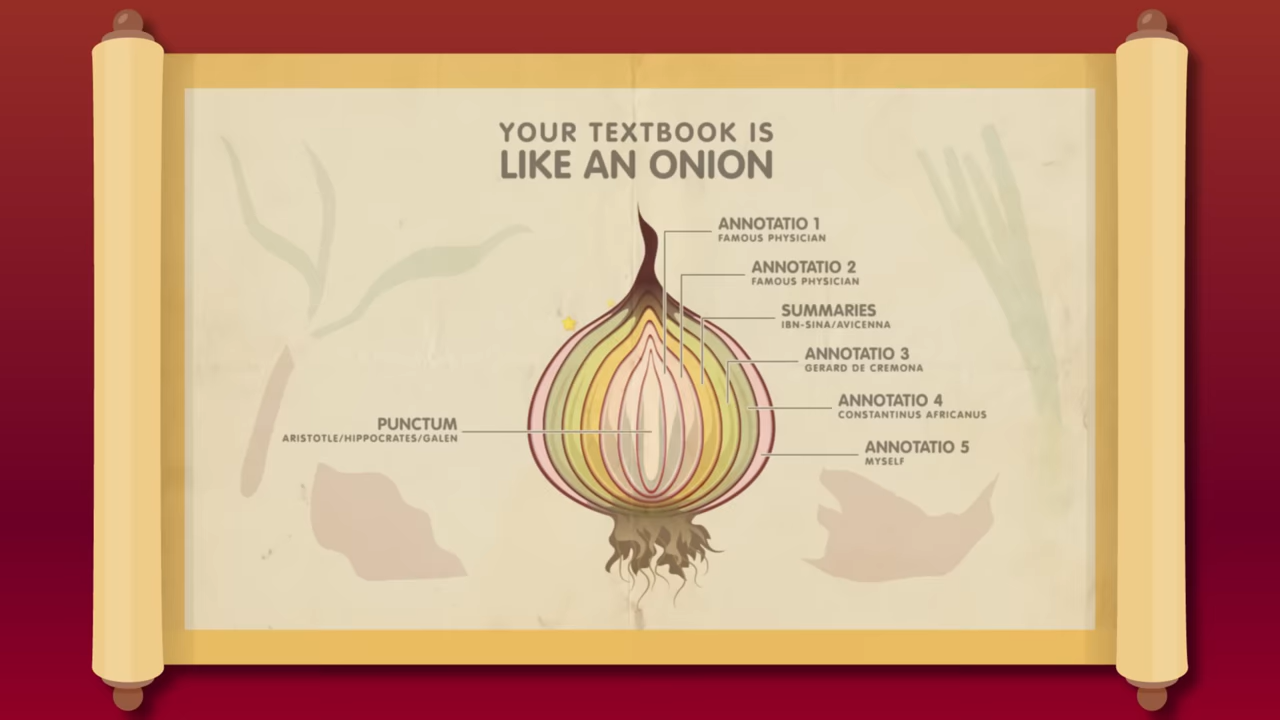 YOUR TEXTBOOK IS
LIKE AN ONION
ANNOTATIO 1
FAMOUS PHYSICIAN
ANNOTATIO 2
FAMOUS PHYSICIAN
SUMMARIES
IBN-SINA/AVICENNA
ANNOTATIO 3
GERARD DE CREMONA
ANNOTATIO 4
CONSTANTINUS AFRICANUS
PUNCTUM
ARISTOTLE/HIPPOCRATES/GALEN
ANNOTATIO 5
MYSELF